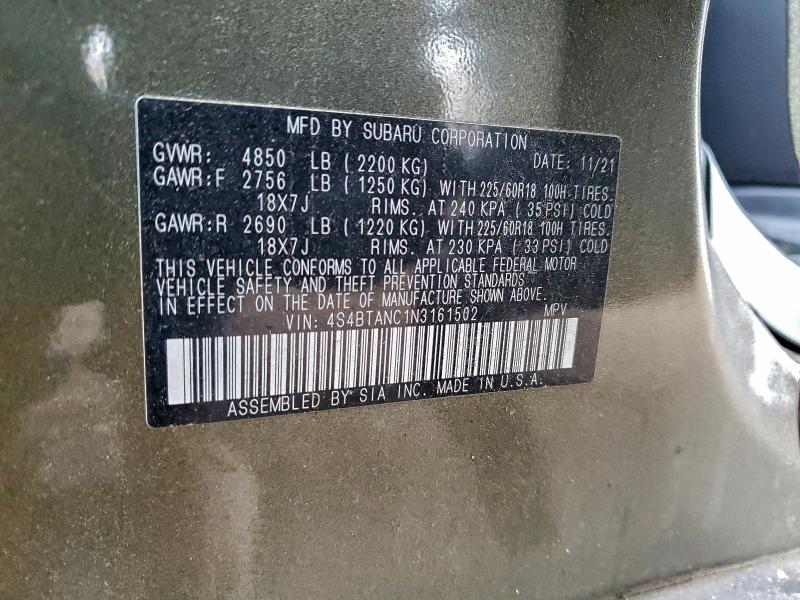 MFD BY SUBARU CORPORATION
GVWR: 4850 LB (2200 KG) DATE: 11/21
GAWR:F 2756 LB (1250 KG) WITH 225/60R18 100H TIRES.
18X7J RIMS. AT 240 KPA (35 PSI) COLD
GAWR:R 2690 LB (1220 KG) WITH 225/60R18 100H TIRES.
18X7J RIMS. AT 230 KPA (33 PSI) COLD
THIS VEHICLE CONFORMS TO ALL APPLICABLE FEDERAL MOTOR
VEHICLE SAFETY AND THEFT PREVENTION STANDARDS
IN EFFECT ON THE DATE OF MANUFACTURE SHOWN ABOVE.
VIN: 4S4BTANC1N3161502 MPV
ASSEMBLED BY SIA INC. MADE IN U.S.A.